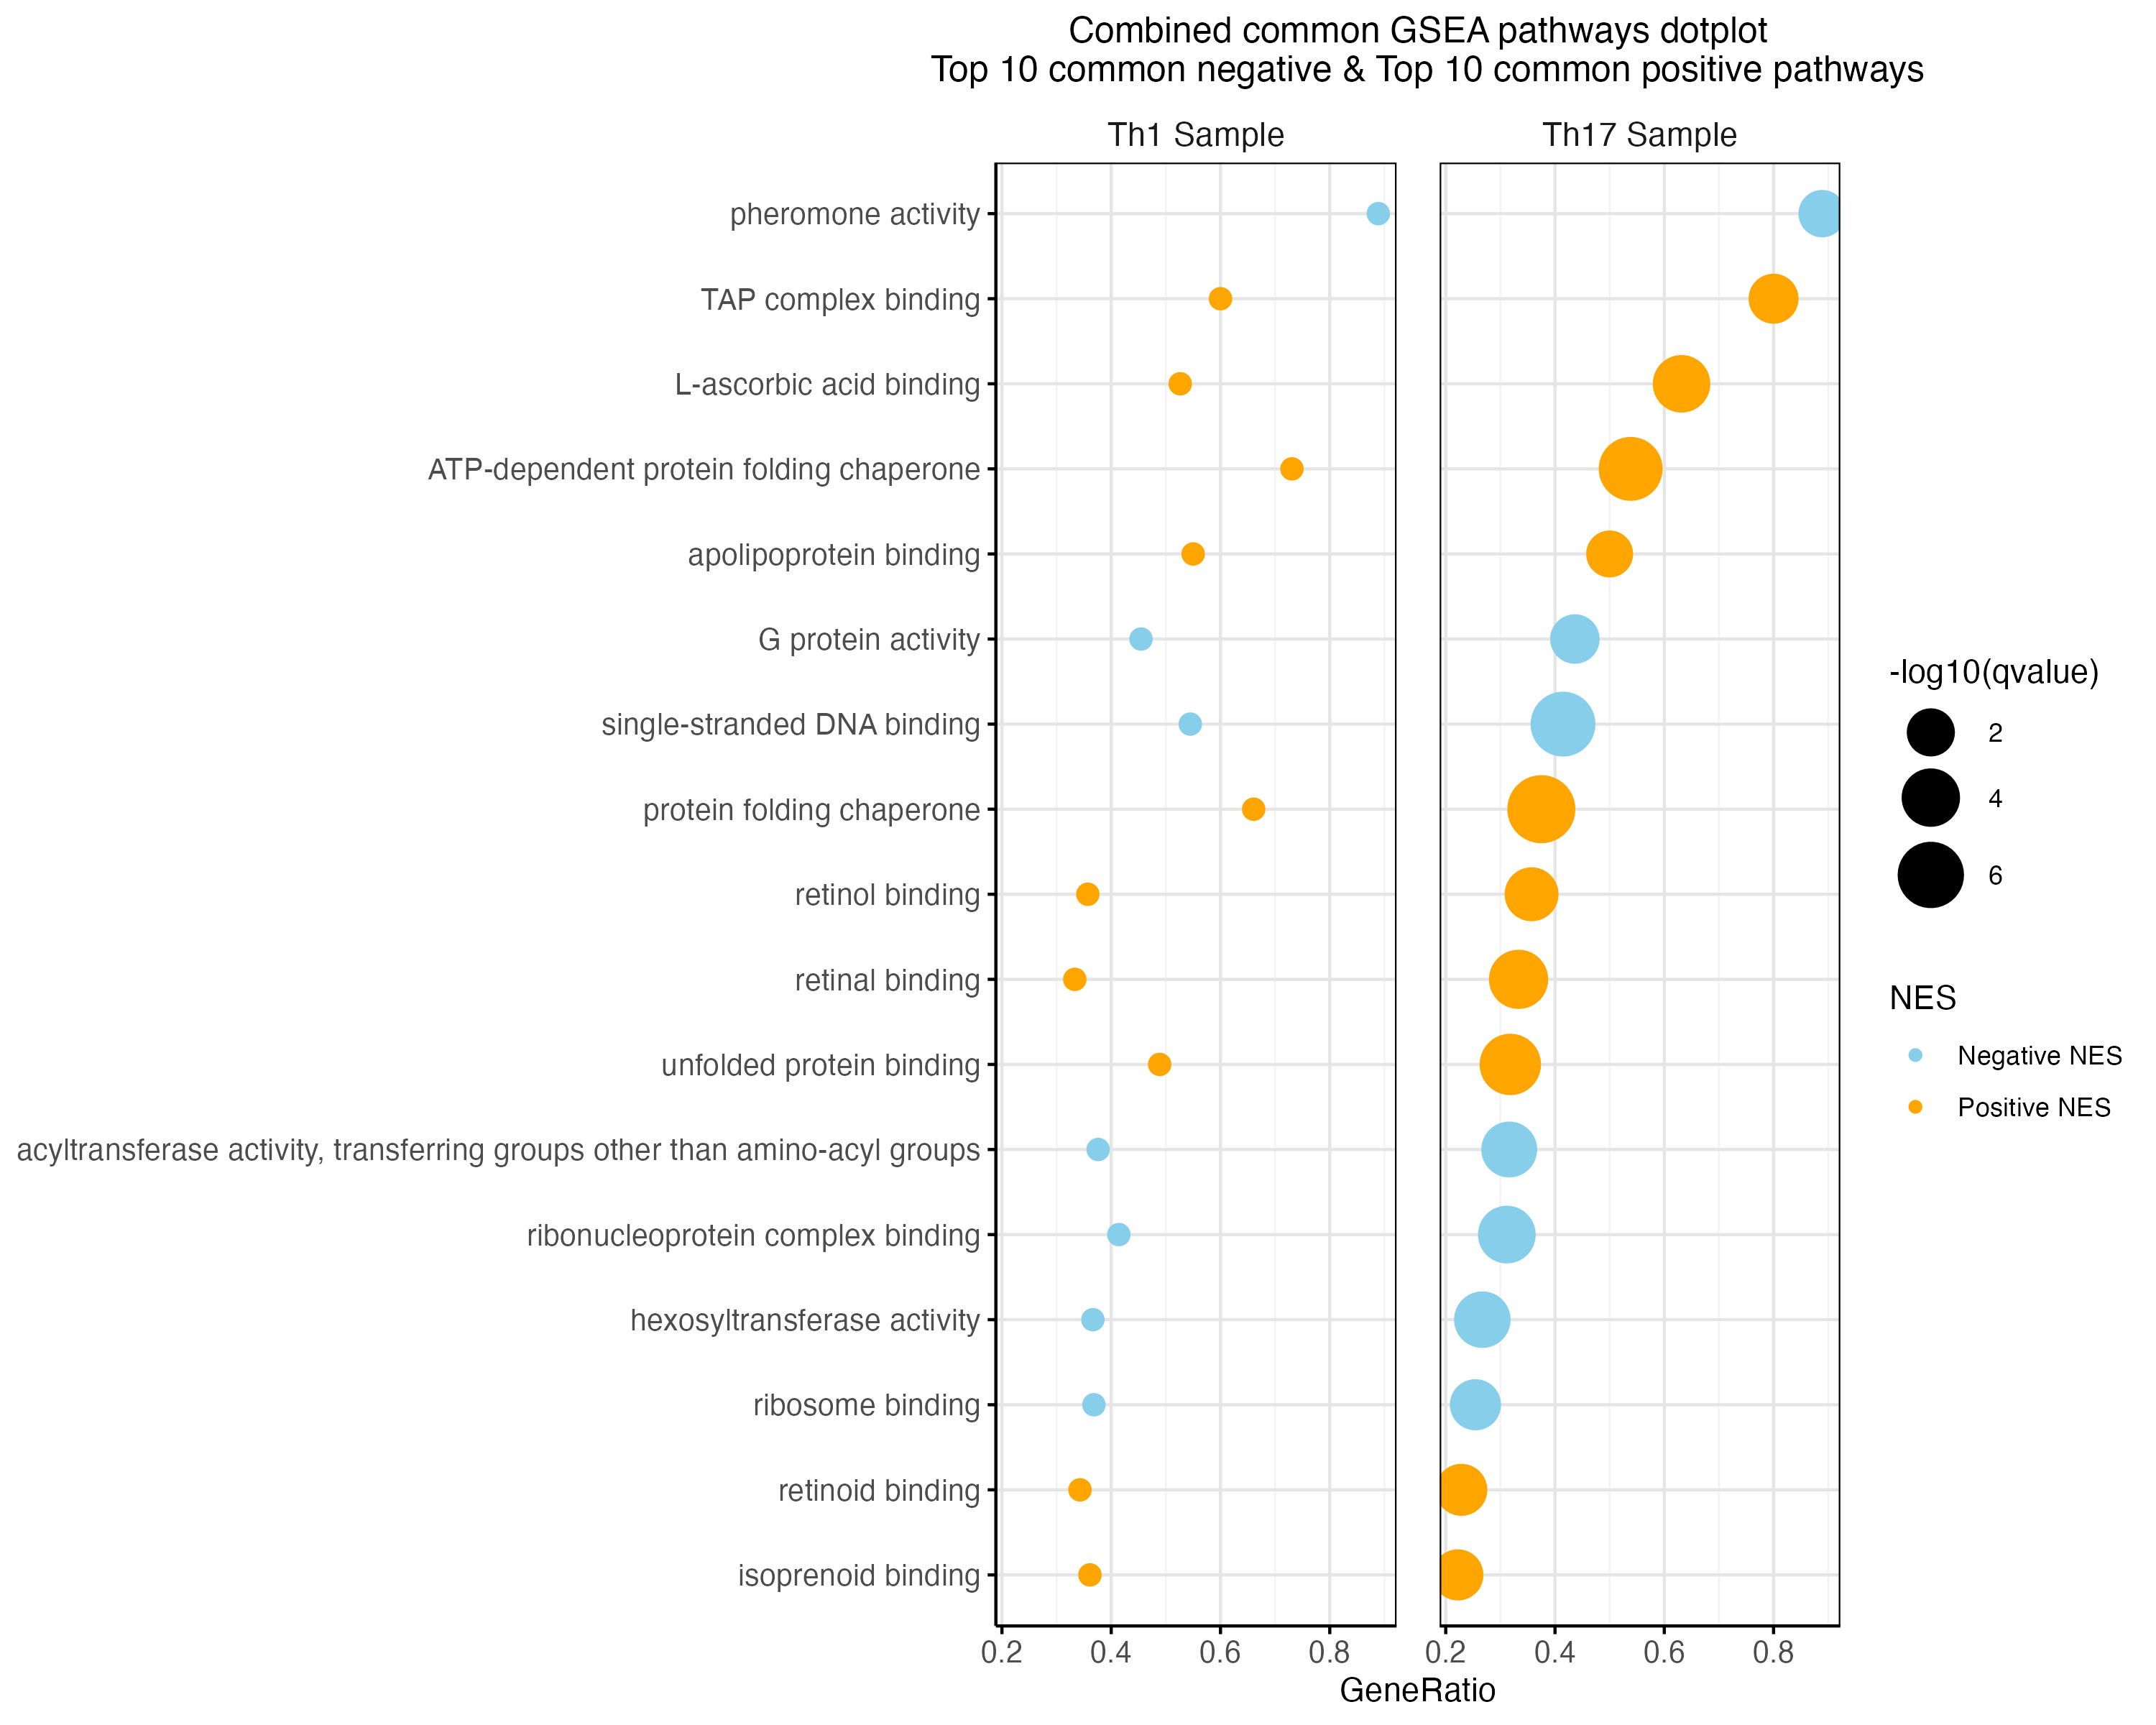 Combined common GSEA pathways dotplot
Top 10 common negative & Top 10 common positive pathways
Th1 Sample
Th17 Sample
pheromone activity
TAP complex binding
L-ascorbic acid binding
ATP-dependent protein folding chaperone
apolipoprotein binding
G protein activity
single-stranded DNA binding
protein folding chaperone
retinol binding
retinal binding
unfolded protein binding
acyltransferase activity, transferring groups other than amino-acyl groups
ribonucleoprotein complex binding
hexosyltransferase activity
ribosome binding
retinoid binding
isoprenoid binding
0.2 0.4 0.6 0.8
0.2 0.4 0.6 0.8
GeneRatio
-log10(qvalue)
2
4
6
NES
Negative NES
Positive NES